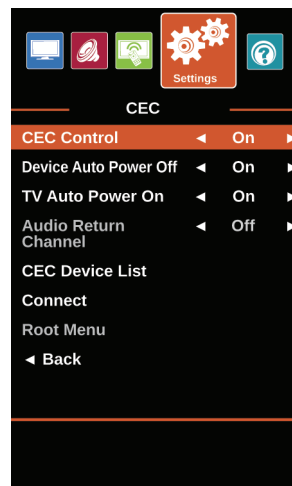 Settings
CEC
CEC Control ◄ On ►
Device Auto Power Off ◄ On ►
TV Auto Power On ◄ On ►
Audio Return
Channel ◄ Off ►
CEC Device List
Connect
Root Menu
◄ Back